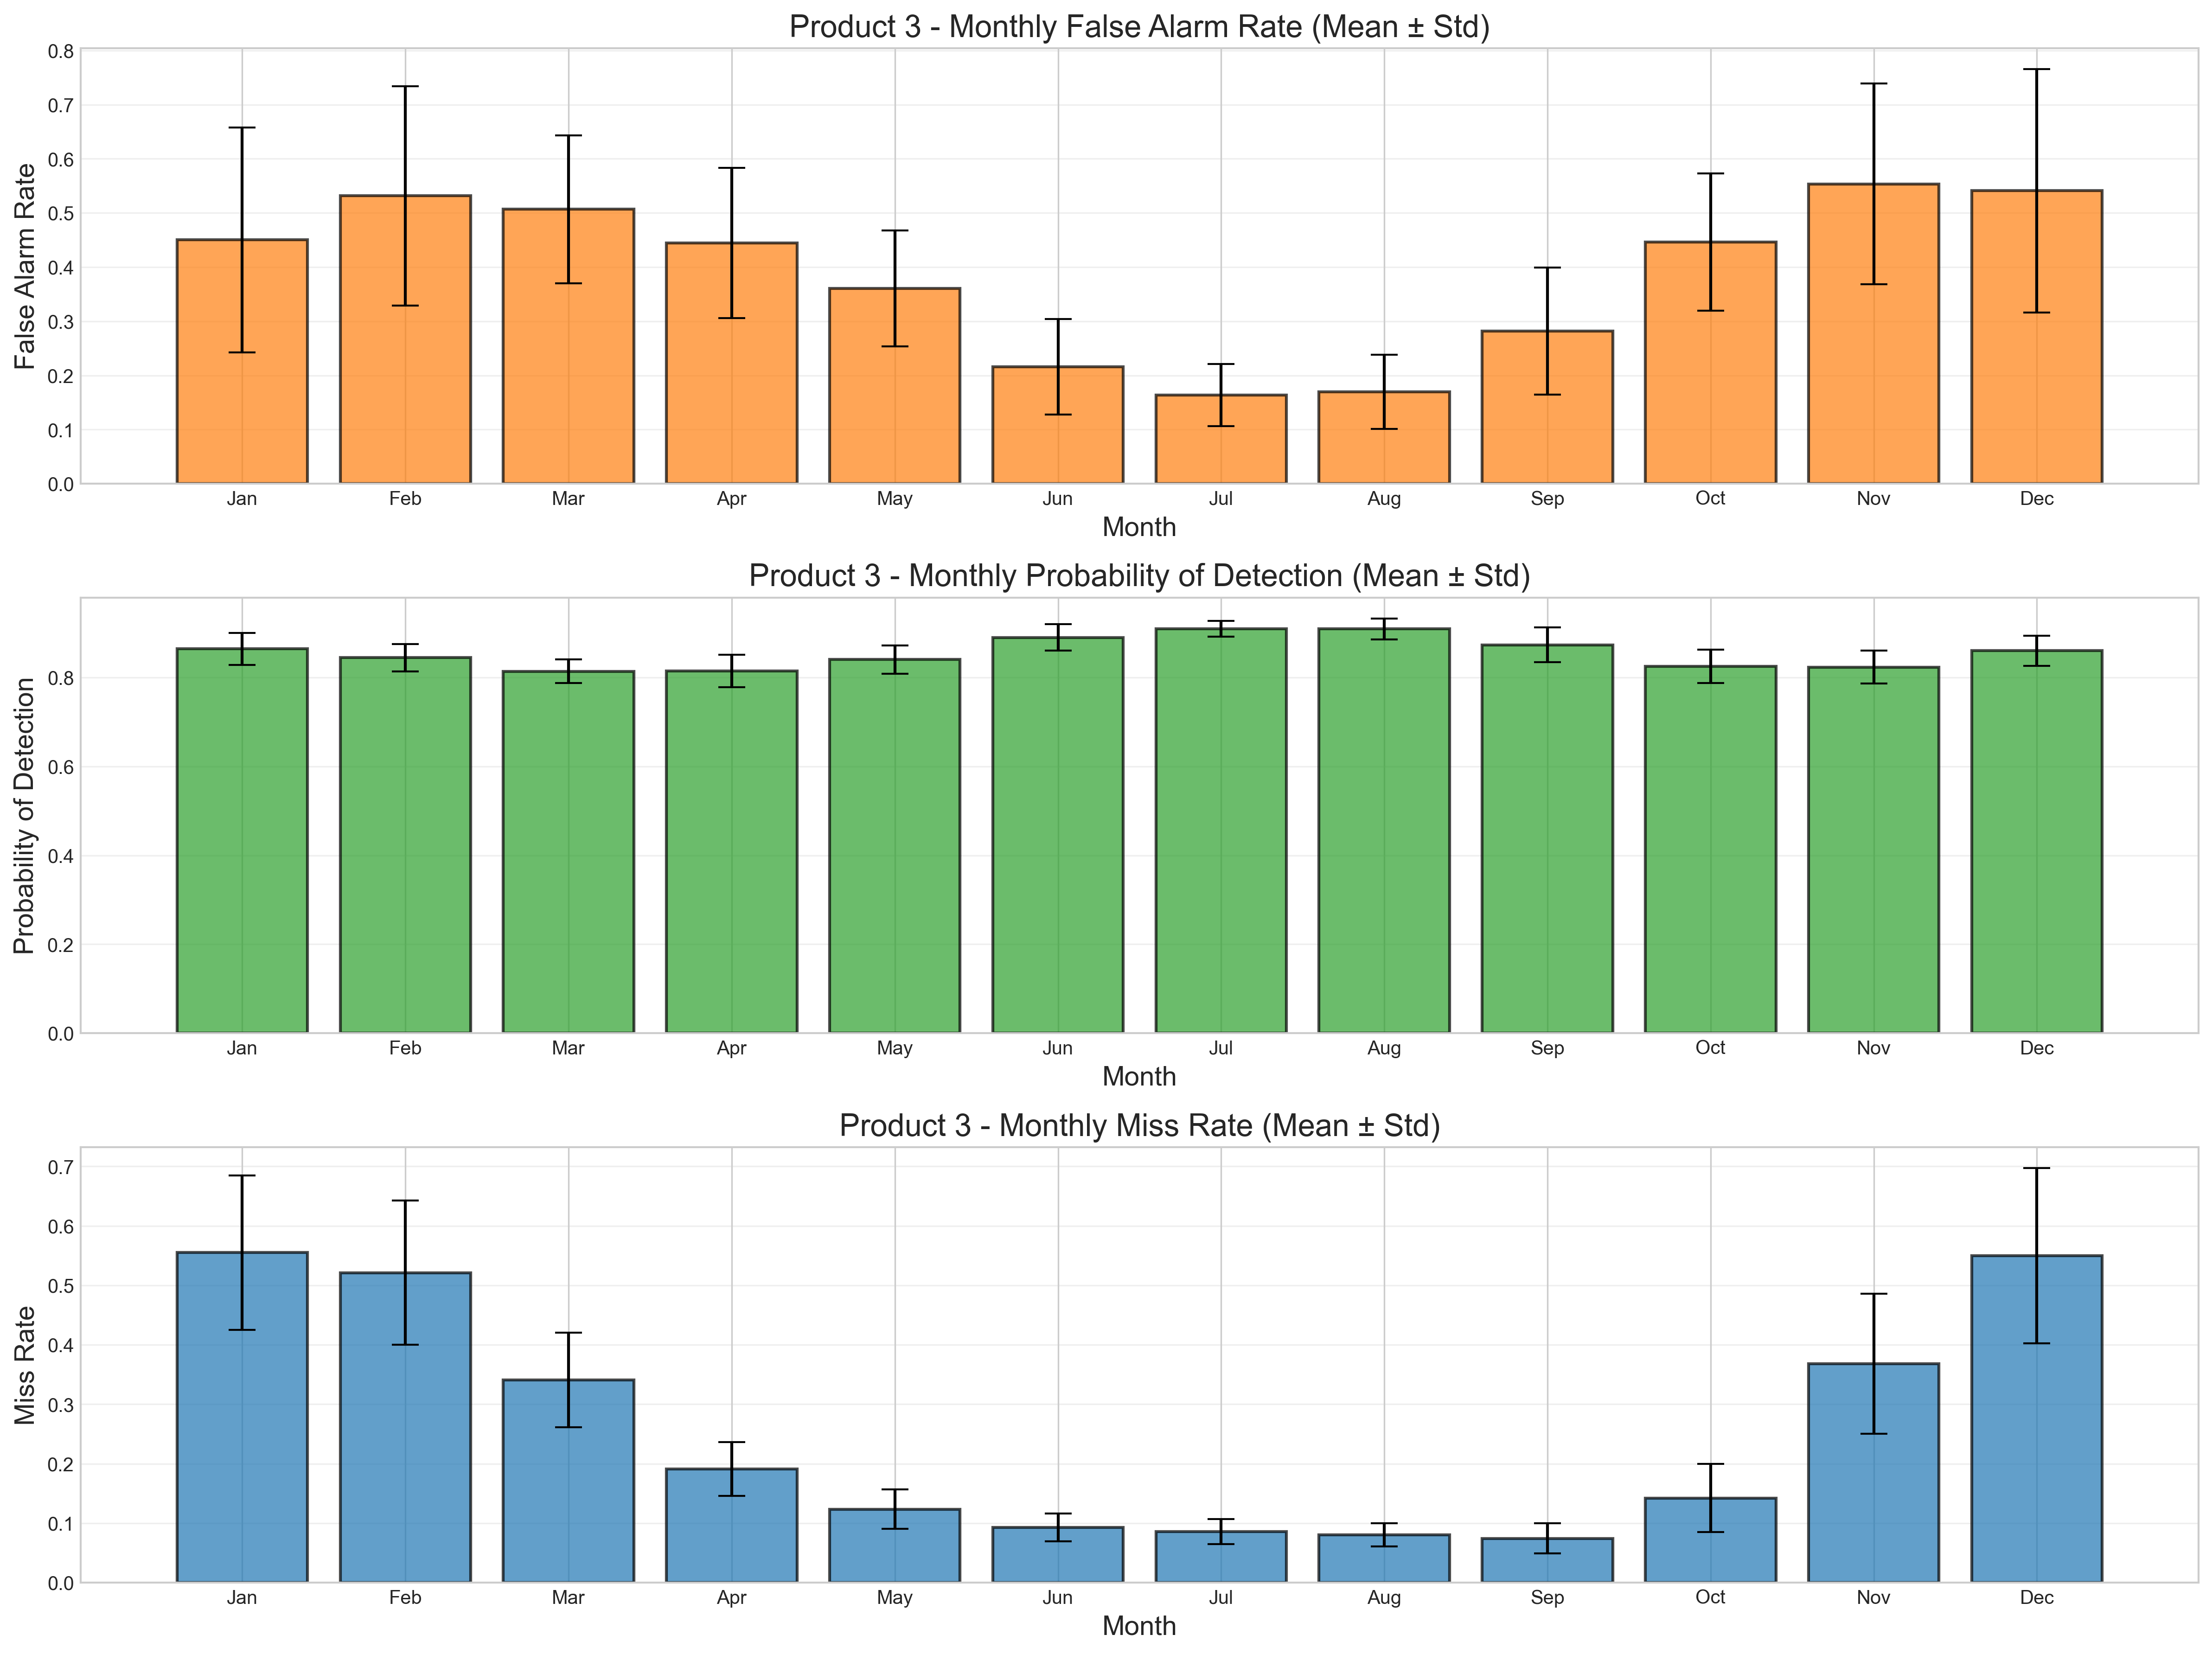 Product 3 - Monthly False Alarm Rate (Mean ± Std)
False Alarm Rate
0.8
0.7
0.6
0.5
0.4
0.3
0.2
0.1
0.0
Jan Feb Mar Apr May Jun Jul Aug Sep Oct Nov Dec
Month
Product 3 - Monthly Probability of Detection (Mean ± Std)
Probability of Detection
0.8
0.6
0.4
0.2
0.0
Jan Feb Mar Apr May Jun Jul Aug Sep Oct Nov Dec
Month
Product 3 - Monthly Miss Rate (Mean ± Std)
Miss Rate
0.7
0.6
0.5
0.4
0.3
0.2
0.1
0.0
Jan Feb Mar Apr May Jun Jul Aug Sep Oct Nov Dec
Month